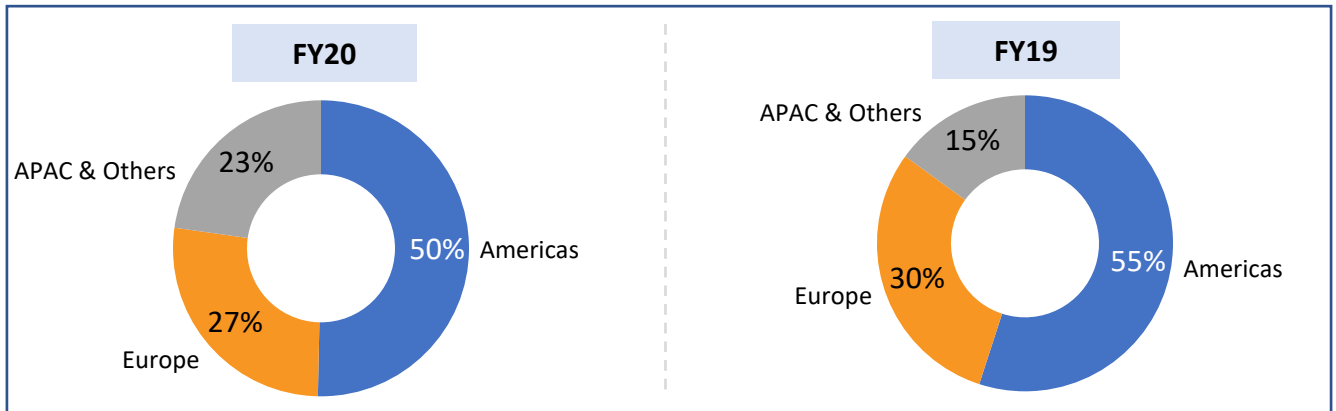 FY20
APAC & Others
23%
50%
Americas
27%
Europe
FY19
APAC & Others
15%
55%
Americas
30%
Europe